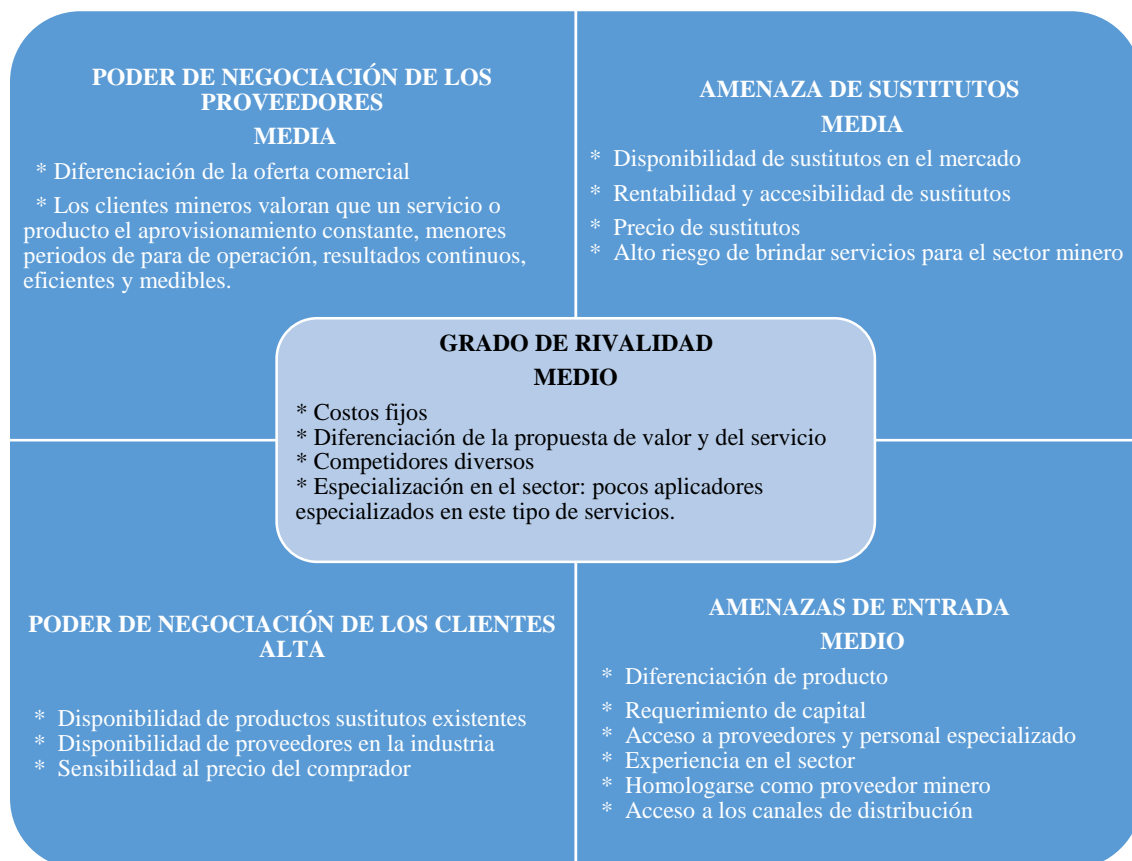 PODER DE NEGOCIACIÓN DE LOS
PROVEEDORES
MEDIA
* Diferenciación de la oferta comercial
* Los clientes mineros valoran que un servicio o
producto el aprovisionamiento constante, menores
periodos de para de operación, resultados continuos,
eficientes y medibles.
AMENAZA DE SUSTITUTOS
MEDIA
* Disponibilidad de sustitutos en el mercado
* Rentabilidad y accesibilidad de sustitutos
* Precio de sustitutos
* Alto riesgo de brindar servicios para el sector minero
GRADO DE RIVALIDAD
MEDIO
* Costos fijos
* Diferenciación de la propuesta de valor y del servicio
* Competidores diversos
* Especialización en el sector: pocos aplicadores
especializados en este tipo de servicios.
PODER DE NEGOCIACIÓN DE LOS CLIENTES
ALTA
* Disponibilidad de productos sustitutos existentes
* Disponibilidad de proveedores en la industria
* Sensibilidad al precio del comprador
AMENAZAS DE ENTRADA
MEDIO
* Diferenciación de producto
* Requerimiento de capital
* Acceso a proveedores y personal especializado
* Experiencia en el sector
* Homologarse como proveedor minero
* Acceso a los canales de distribución